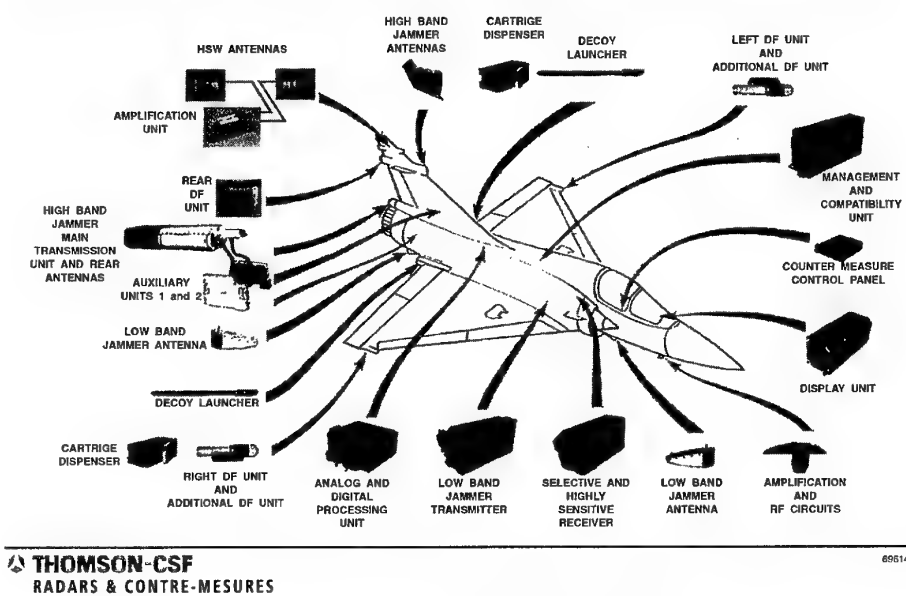 HIGH BAND
JAMMER
ANTENNAS
CARTRIGE
DISPENSER
DECOY
LAUNCHER
LEFT DF UNIT
AND
ADDITIONAL DF UNIT
HSW ANTENNAS
AMPLIFICATION
UNIT
MANAGEMENT
AND
COMPATIBILITY
UNIT
REAR
DF
UNIT
HIGH BAND
JAMMER
MAIN
TRANSMISSION
UNIT AND REAR
ANTENNAS
COUNTER MEASURE
CONTROL PANEL
AUXILIARY
UNITS 1 and 2
LOW BAND
JAMMER ANTENNA
DISPLAY UNIT
DECOY LAUNCHER
CARTRIGE
DISPENSER
RIGHT DF UNIT
AND
ADDITIONAL DF UNIT
ANALOG AND
DIGITAL
PROCESSING
UNIT
LOW BAND
JAMMER
TRANSMITTER
SELECTIVE AND
HIGHLY
SENSITIVE
RECEIVER
LOW BAND
JAMMER
ANTENNA
AMPLIFICATION
AND
RF CIRCUITS
THOMSON-CSF
RADARS & CONTRE-MESURES
69614